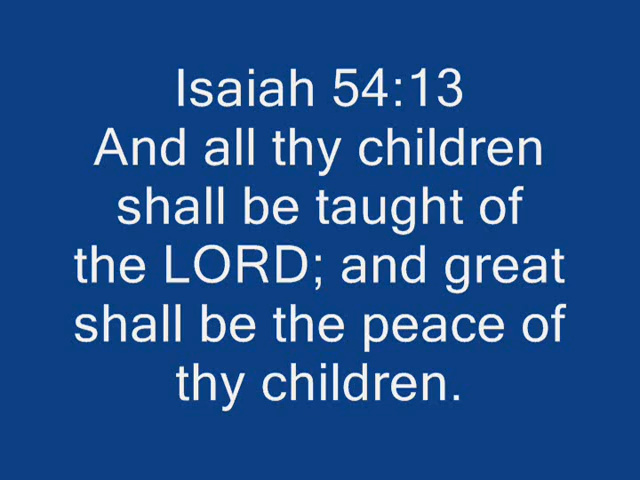 Isaiah 54:13
And all thy children
shall be taught of
the LORD; and great
shall be the peace of
thy children.